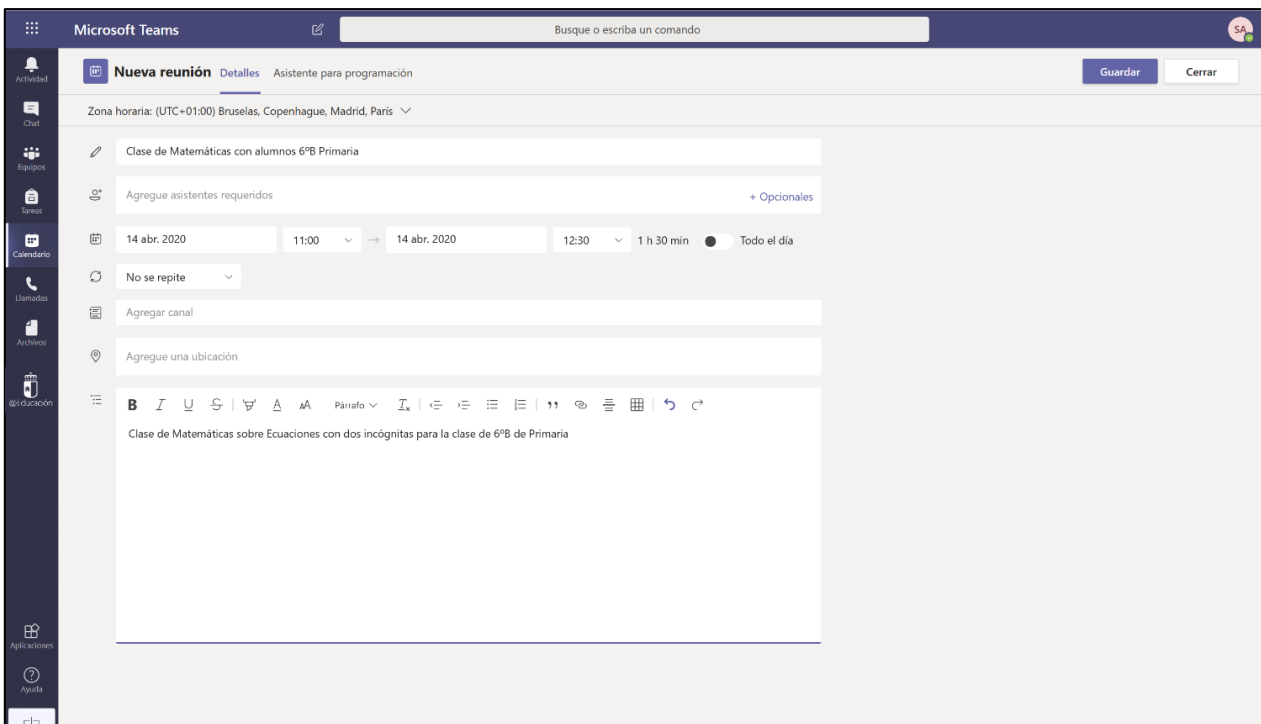 Microsoft Teams
Busque o escriba un comando
SA
Actividad
Chat
Equipos
Tareas
Calendario
Llamadas
Archivos
@Educación
Aplicaciones
Ayuda
Nueva reunión Detalles Asistente para programación
Guardar Cerrar
Zona horaria: (UTC+01:00) Bruselas, Copenhague, Madrid, París
Clase de Matemáticas con alumnos 6ºB Primaria
Agregue asistentes requeridos + Opcionales
14 abr. 2020 11:00 → 14 abr. 2020 12:30 1 h 30 min Todo el día
No se repite
Agregar canal
Agregue una ubicación
B I U S A AA Párrafo Ix
Clase de Matemáticas sobre Ecuaciones con dos incógnitas para la clase de 6ºB de Primaria